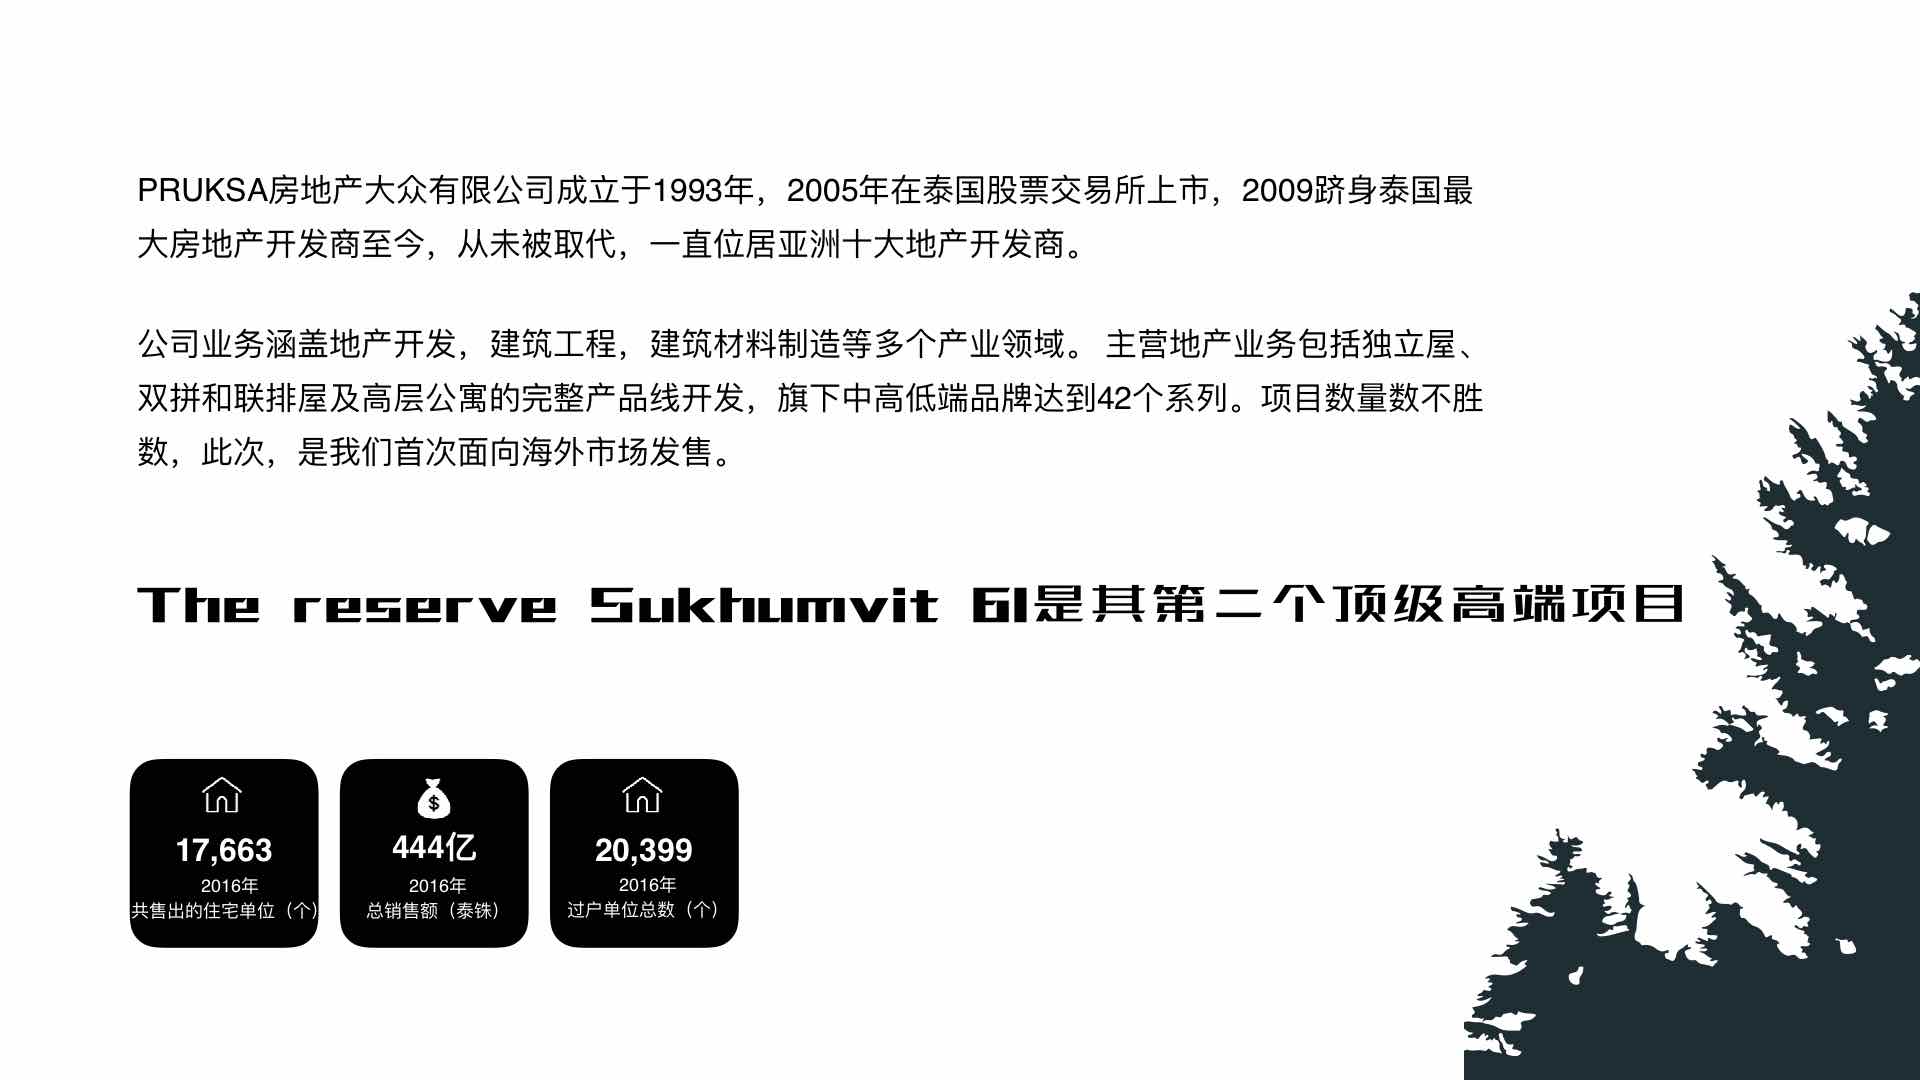 PRUKSA房地产大众有限公司成立于1993年，2005年在泰国股票交易所上市，2009跻身泰国最
大房地产开发商至今，从未被取代，一直位居亚洲十大地产开发商。
公司业务涵盖地产开发，建筑工程，建筑材料制造等多个产业领域。 主营地产业务包括独立屋、
双拼和联排屋及高层公寓的完整产品线开发，旗下中高低端品牌达到42个系列。项目数量数不胜
数，此次，是我们首次面向海外市场发售。
The reserve Sukhumvit 61是其第二个顶级高端项目
17,663
2016年
共售出的住宅单位（个）
$
444亿
2016年
总销售额（泰铢）
20,399
2016年
过户单位总数（个）